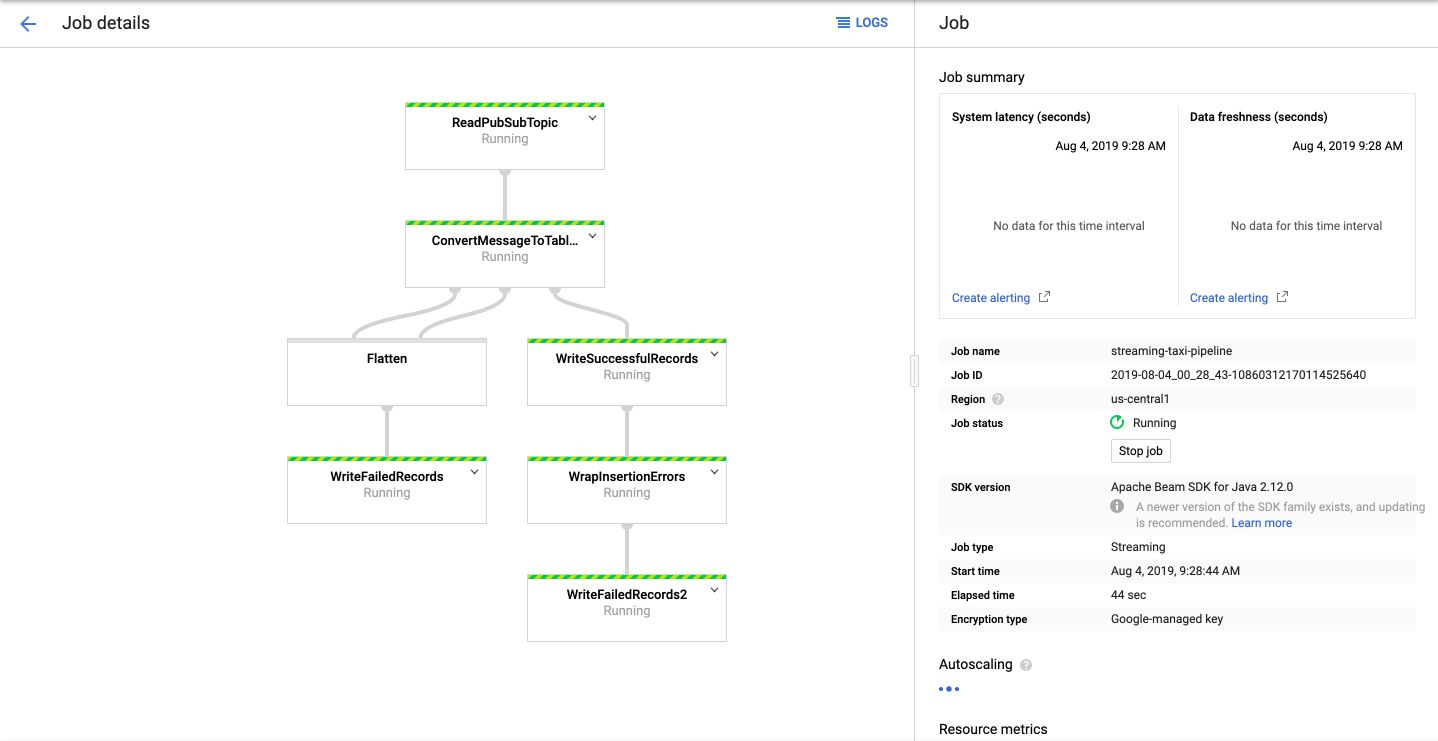 Job details
LOGS
ReadPubSubTopic
Running
ConvertMessageToTabl...
Running
Flatten
WriteSuccessfulRecords
Running
WriteFailedRecords
Running
WrapInsertionErrors
Running
WriteFailedRecords2
Running
Job
Job summary
System latency (seconds)
Aug 4, 2019 9:28 AM
No data for this time interval
Create alerting
Data freshness (seconds)
Aug 4, 2019 9:28 AM
No data for this time interval
Create alerting
Job name streaming-taxi-pipeline
Job ID 2019-08-04_00_28_43-10860312170114525640
Region us-central1
Job status Running
Stop job
SDK version Apache Beam SDK for Java 2.12.0
A newer version of the SDK family exists, and updating
is recommended. Learn more
Job type Streaming
Start time Aug 4, 2019, 9:28:44 AM
Elapsed time 44 sec
Encryption type Google-managed key
Autoscaling
Resource metrics